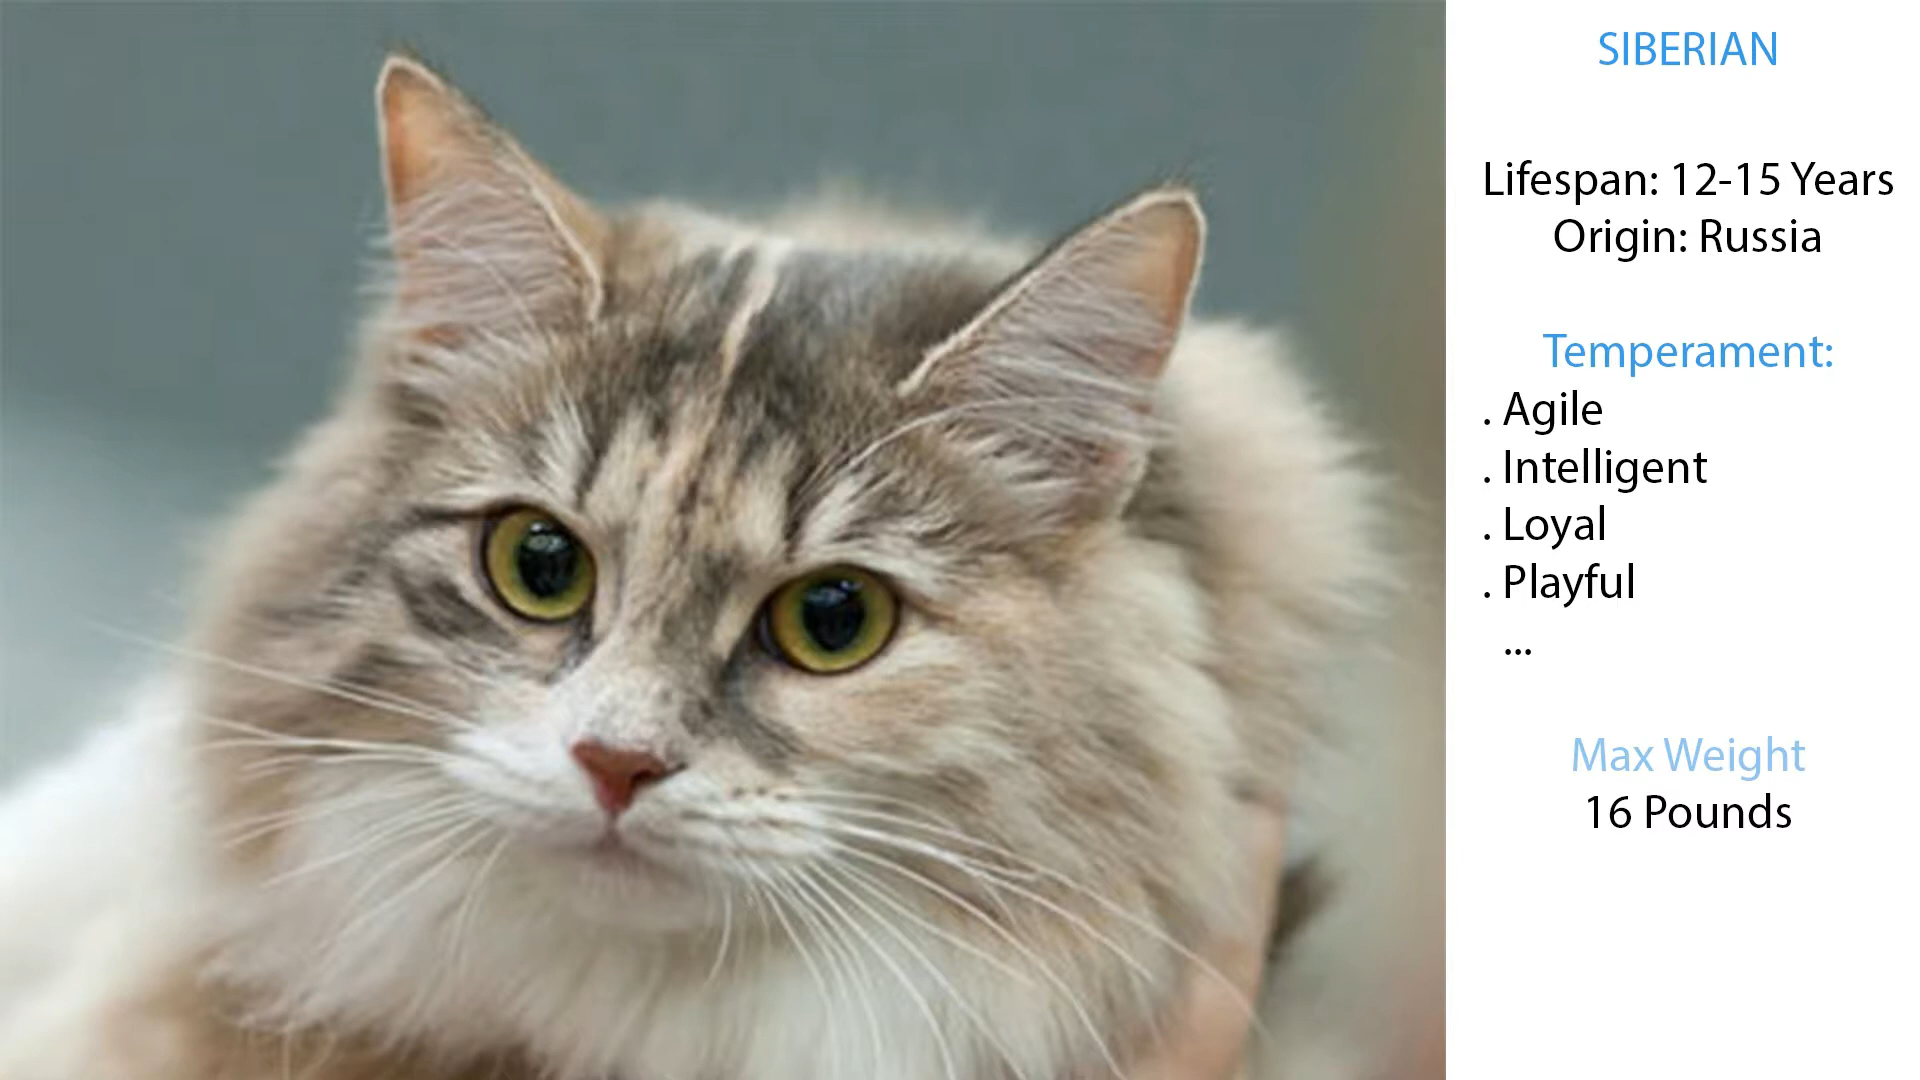 SIBERIAN
Lifespan: 12-15 Years
Origin: Russia
Temperament:
. Agile
. Intelligent
. Loyal
. Playful
...
Max Weight
16 Pounds